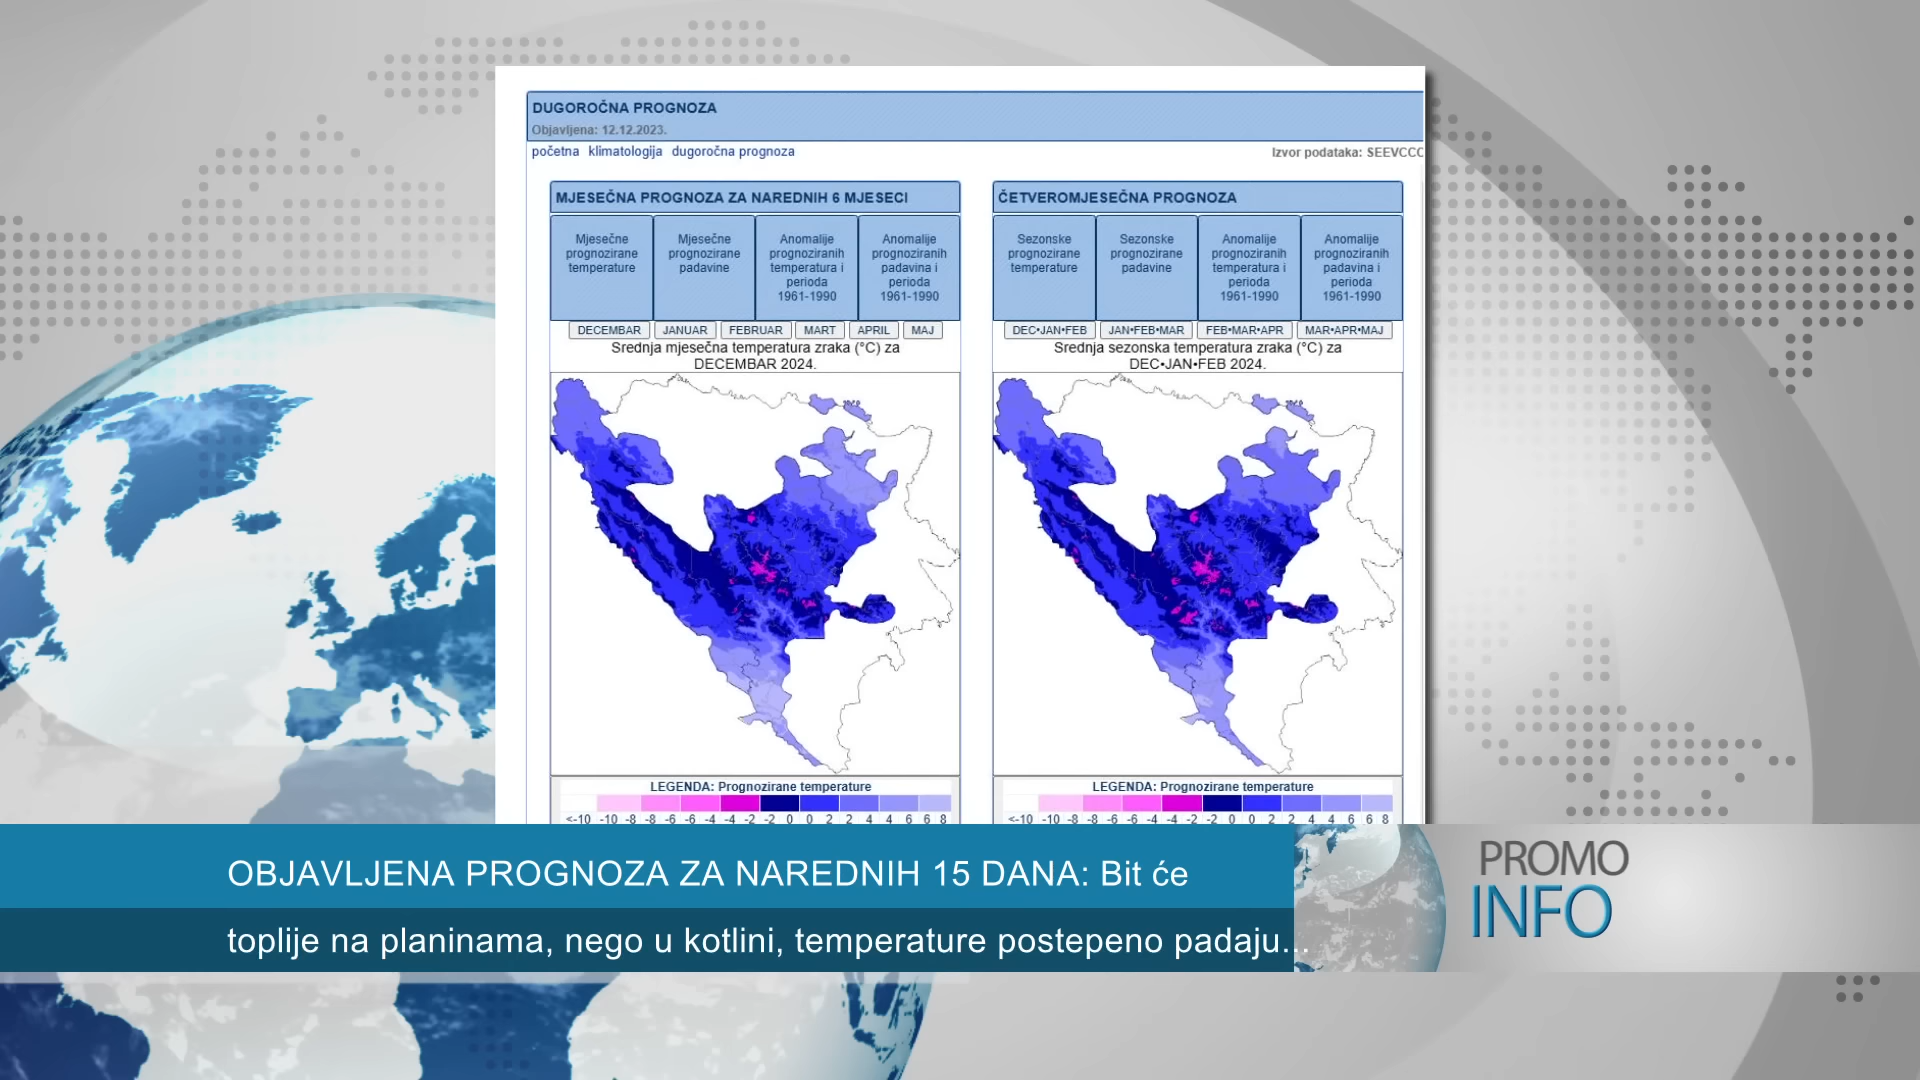 DUGOROČNA PROGNOZA
Objavljena: 12.12.2023.
početna klimatologija dugoročna prognoza
Izvor podataka: SEEVCCC
MJESEČNA PROGNOZA ZA NAREDNIH 6 MJESECI
Mjesečne
prognozirane
temperature
Mjesečne
prognozirane
padavine
Anomalije
prognoziranih
temperatura i
perioda
1961-1990
Anomalije
prognoziranih
padavina i
perioda
1961-1990
DECEMBAR JANUAR FEBRUAR MART APRIL MAJ
Srednja mjesečna temperatura zraka (°C) za
DECEMBAR 2024.
LEGENDA: Prognozirane temperature
<-10 -10 -8 -8 -6 -6 -4 -4 -2 -2 0 0 2 2 4 4 6 6 8
ČETVEROMJESEČNA PROGNOZA
Sezonske
prognozirane
temperature
Sezonske
prognozirane
padavine
Anomalije
prognoziranih
temperatura i
perioda
1961-1990
Anomalije
prognoziranih
padavina i
perioda
1961-1990
DEC•JAN•FEB JAN•FEB•MAR FEB•MAR•APR MAR•APR•MAJ
Srednja sezonska temperatura zraka (°C) za
DEC•JAN•FEB 2024.
LEGENDA: Prognozirane temperature
<-10 -10 -8 -8 -6 -6 -4 -4 -2 -2 0 0 2 2 4 4 6 6 8
OBJAVLJENA PROGNOZA ZA NAREDNIH 15 DANA: Bit će
toplije na planinama, nego u kotlini, temperature postepeno padaju...
PROMO
INFO